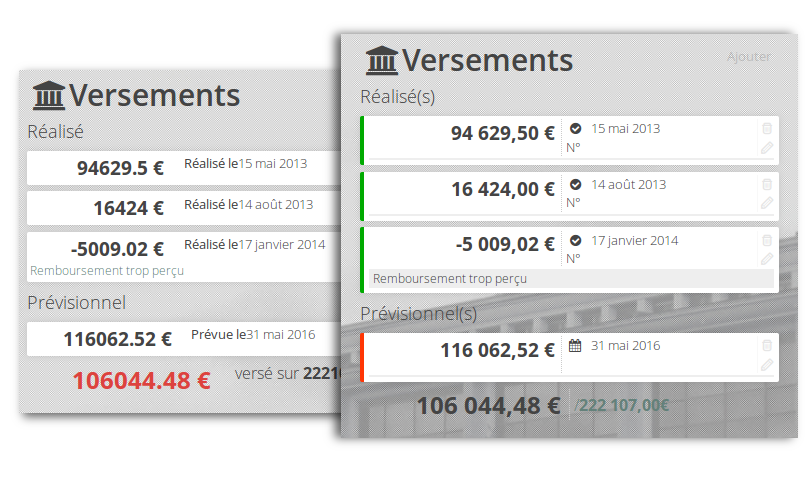 Versements
Réalisé
94629.5 € Réalisé le15 mai 2013
16424 € Réalisé le14 août 2013
-5009.02 € Réalisé le17 janvier 2014
Remboursement trop perçu
Prévisionnel
116062.52 € Prévue le31 mai 2016
106044.48 € versé sur 2221
Versements Ajouter
Réalisé(s)
94 629,50 € 15 mai 2013
N°
16 424,00 € 14 août 2013
N°
-5 009,02 € 17 janvier 2014
N°
Remboursement trop perçu
Prévisionnel(s)
116 062,52 € 31 mai 2016
106 044,48 € /222 107,00€